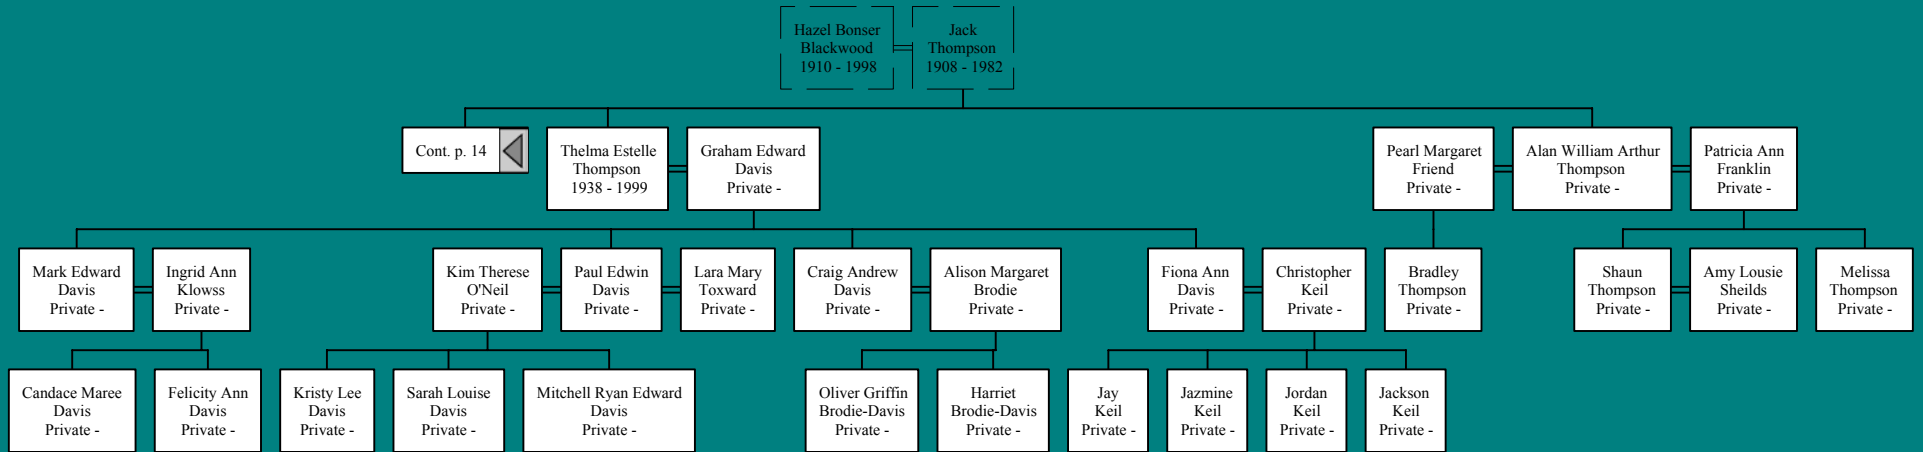 Hazel Bonser
Blackwood
1910 - 1998
Jack
Thompson
1908 - 1982
Cont. p. 14
Thelma Estelle
Thompson
1938 - 1999
Graham Edward
Davis
Private -
Pearl Margaret
Friend
Private -
Alan William Arthur
Thompson
Private -
Patricia Ann
Franklin
Private -
Mark Edward
Davis
Private -
Ingrid Ann
Klowss
Private -
Kim Therese
O'Neil
Private -
Paul Edwin
Davis
Private -
Lara Mary
Toxward
Private -
Craig Andrew
Davis
Private -
Alison Margaret
Brodie
Private -
Fiona Ann
Davis
Private -
Christopher
Keil
Private -
Bradley
Thompson
Private -
Shaun
Thompson
Private -
Amy Lousie
Sheilds
Private -
Melissa
Thompson
Private -
Candace Maree
Davis
Private -
Felicity Ann
Davis
Private -
Kristy Lee
Davis
Private -
Sarah Louise
Davis
Private -
Mitchell Ryan Edward
Davis
Private -
Oliver Griffin
Brodie-Davis
Private -
Harriet
Brodie-Davis
Private -
Jay
Keil
Private -
Jazmine
Keil
Private -
Jordan
Keil
Private -
Jackson
Keil
Private -